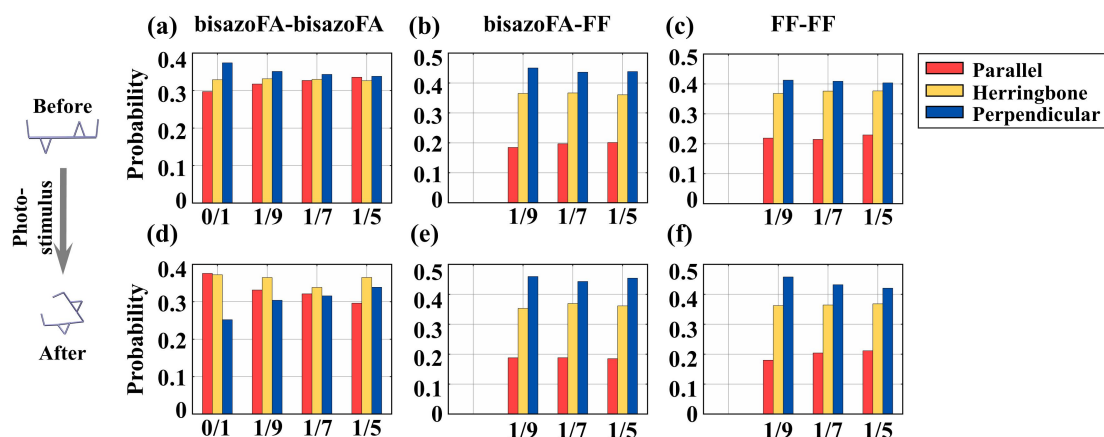 (a) bisazoFA-bisazoFA
(b) bisazoFA-FF
(c) FF-FF
Before
Photo-
stimulus
After
Probability
0.4
0.3
0.2
0.1
0
0/1 1/9 1/7 1/5
0.5
0.4
0.3
0.2
0.1
0
1/9 1/7 1/5
0.5
0.4
0.3
0.2
0.1
0
1/9 1/7 1/5
Parallel
Herringbone
Perpendicular
(d)
Probability
0.4
0.3
0.2
0.1
0
0/1 1/9 1/7 1/5
(e)
0.5
0.4
0.3
0.2
0.1
0
1/9 1/7 1/5
(f)
0.5
0.4
0.3
0.2
0.1
0
1/9 1/7 1/5